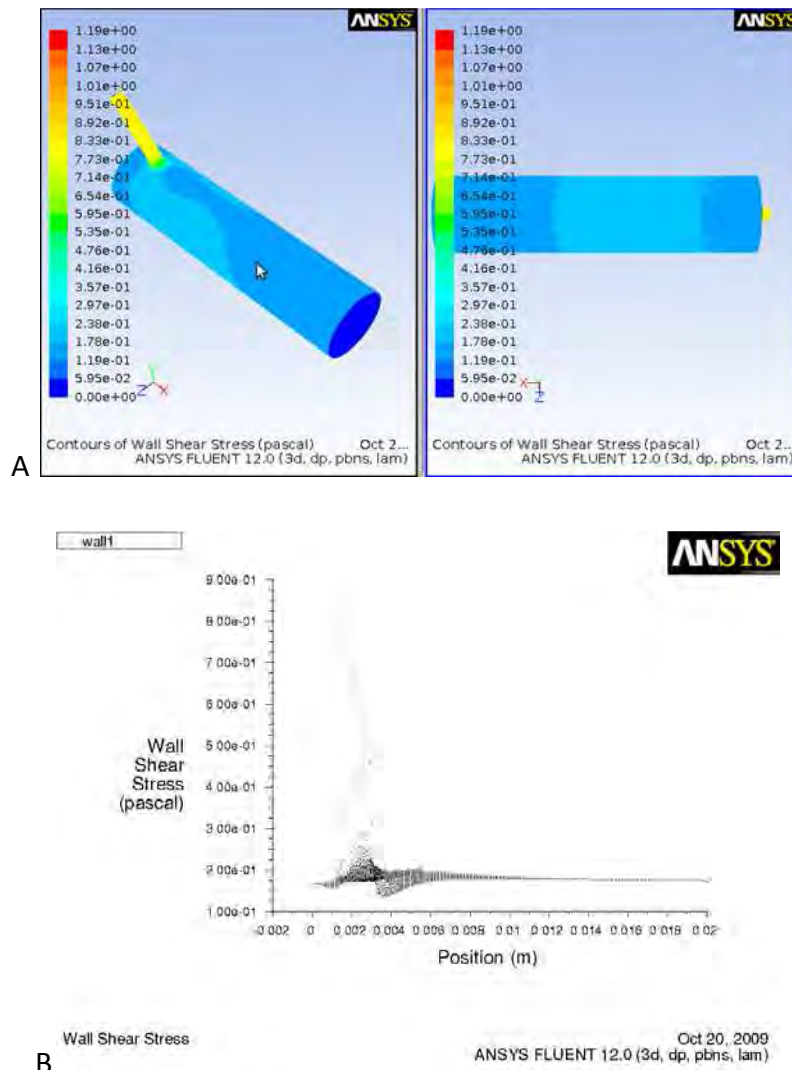 ANSYS
1.19e+00
1.13e+00
1.07e+00
1.01e+00
9.51e-01
8.92e-01
8.33e-01
7.73e-01
7.14e-01
6.54e-01
5.95e-01
5.35e-01
4.76e-01
4.16e-01
3.57e-01
2.97e-01
2.38e-01
1.78e-01
1.19e-01
5.95e-02
0.00e+00
Y
Z X
Contours of Wall Shear Stress (pascal) Oct 2...
ANSYS FLUENT 12.0 (3d, dp, pbns, lam)
ANSYS
1.19e+00
1.13e+00
1.07e+00
1.01e+00
9.51e-01
8.92e-01
8.33e-01
7.73e-01
7.14e-01
6.54e-01
5.95e-01
5.35e-01
4.76e-01
4.16e-01
3.57e-01
2.97e-01
2.38e-01
1.78e-01
1.19e-01
5.95e-02
0.00e+00
X
Z
Contours of Wall Shear Stress (pascal) Oct 2...
ANSYS FLUENT 12.0 (3d, dp, pbns, lam)
A
wall1
ANSYS
9.00e-01
8.00e-01
7.00e-01
6.00e-01
5.00e-01
4.00e-01
3.00e-01
2.00e-01
1.00e-01
Wall
Shear
Stress
(pascal)
-0.002 0 0.002 0.004 0.006 0.008 0.01 0.012 0.014 0.016 0.018 0.02
Position (m)
Wall Shear Stress
Oct 20, 2009
ANSYS FLUENT 12.0 (3d, dp, pbns, lam)
B